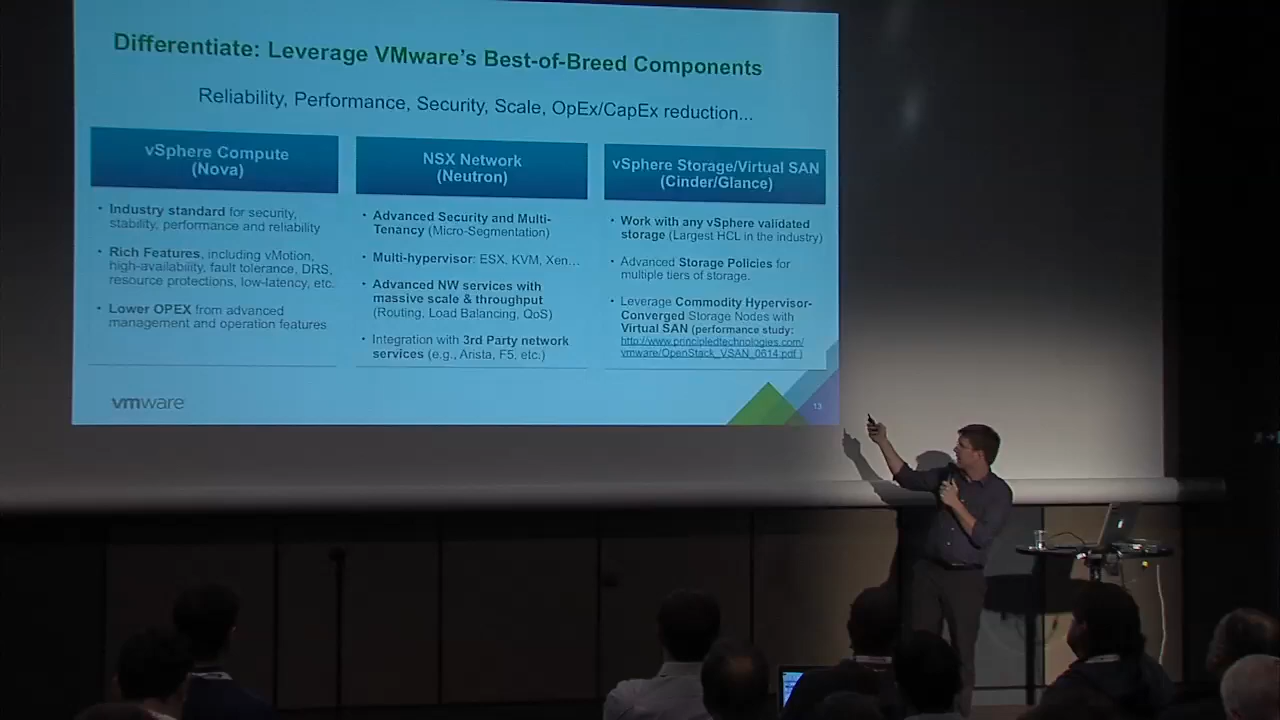 Differentiate: Leverage VMware's Best-of-Breed Components
Reliability, Performance, Security, Scale, OpEx/CapEx reduction...
vSphere Compute
(Nova)
• Industry standard for security,
stability, performance and reliability
• Rich Features, including vMotion,
high-availability, fault tolerance, DRS,
resource protections, low-latency, etc.
• Lower OPEX from advanced
management and operation features
NSX Network
(Neutron)
• Advanced Security and Multi-
Tenancy (Micro-Segmentation)
• Multi-hypervisor: ESX, KVM, Xen...
• Advanced NW services with
massive scale & throughput
(Routing, Load Balancing, QoS)
• Integration with 3rd Party network
services (e.g., Arista, F5, etc.)
vSphere Storage/Virtual SAN
(Cinder/Glance)
• Work with any vSphere validated
storage (Largest HCL in the industry)
• Advanced Storage Policies for
multiple tiers of storage.
• Leverage Commodity Hypervisor-
Converged Storage Nodes with
Virtual SAN (performance study:
http://www.principledtechnologies.com/
vmware/OpenStack_VSAN_0614.pdf )
vmware
13